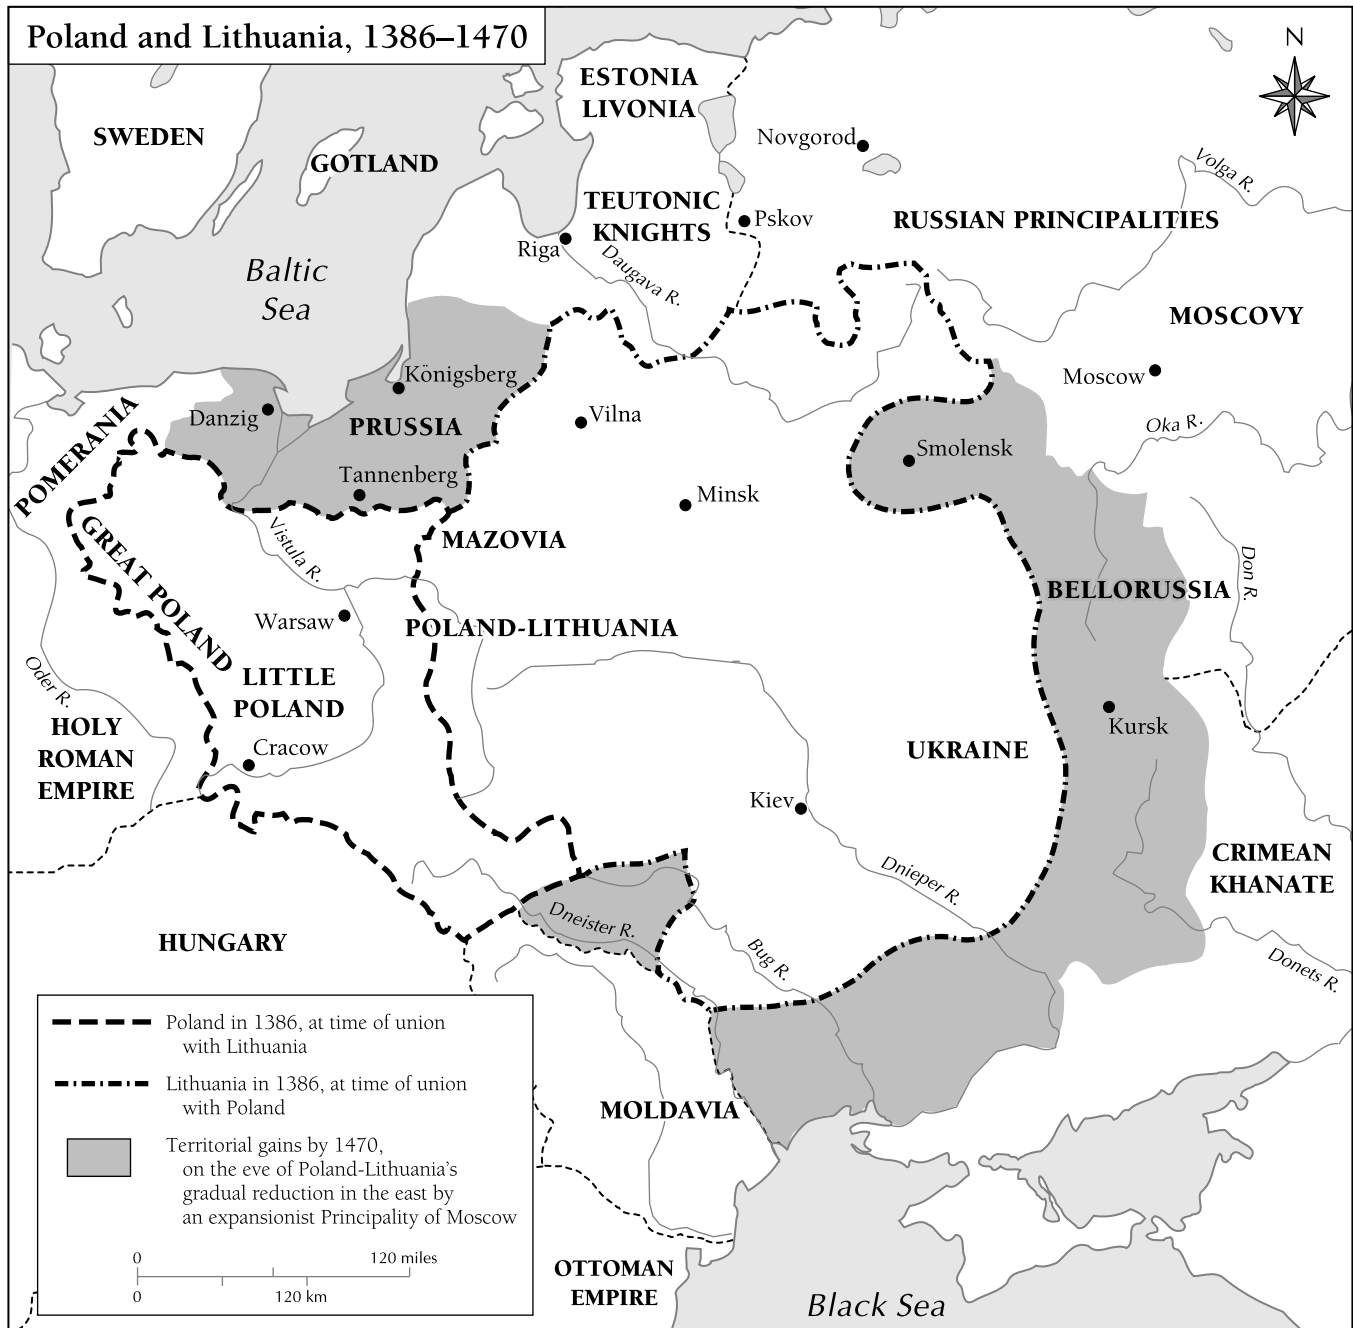 Poland and Lithuania, 1386–1470
N
ESTONIA
LIVONIA
SWEDEN
GOTLAND
Novgorod
Volga R.
TEUTONIC
KNIGHTS
Pskov
RUSSIAN PRINCIPALITIES
Riga
Daugava R.
Baltic
Sea
MOSCOVY
Königsberg
Moscow
Danzig
PRUSSIA
Vilna
Oka R.
POMERANIA
Smolensk
Tannenberg
Minsk
Vistula R.
MAZOVIA
GREAT POLAND
Don R.
BELLORUSSIA
Warsaw
POLAND-LITHUANIA
Oder R.
LITTLE
POLAND
HOLY
ROMAN
EMPIRE
Cracow
Kursk
UKRAINE
Kiev
Dnieper R.
CRIMEAN
KHANATE
Dneister R.
HUNGARY
Bug R.
Donets R.
Poland in 1386, at time of union
with Lithuania
Lithuania in 1386, at time of union
with Poland
Territorial gains by 1470,
on the eve of Poland-Lithuania's
gradual reduction in the east by
an expansionist Principality of Moscow
0
120 miles
0
120 km
MOLDAVIA
OTTOMAN
EMPIRE
Black Sea